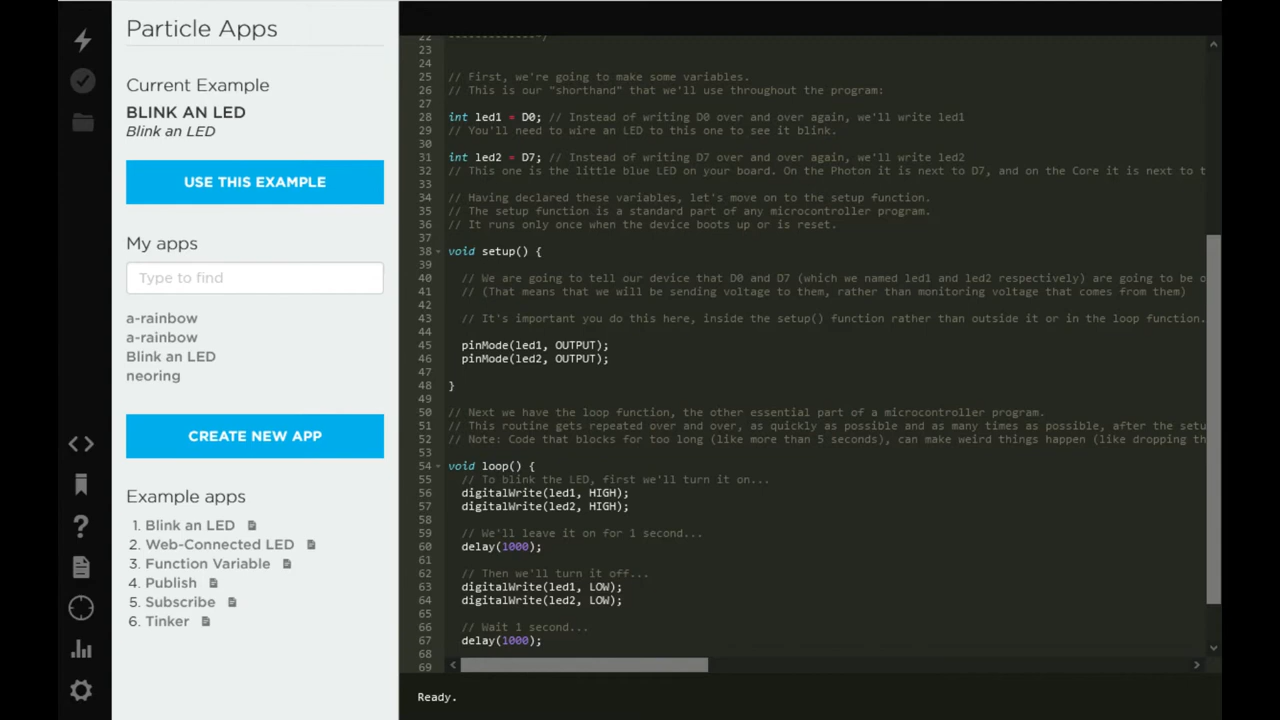 Particle Apps
Current Example
BLINK AN LED
Blink an LED
USE THIS EXAMPLE
My apps
Type to find
a-rainbow
a-rainbow
Blink an LED
neoring
CREATE NEW APP
Example apps
1. Blink an LED
2. Web-Connected LED
3. Function Variable
4. Publish
5. Subscribe
6. Tinker
22 -------------*/
23
24
25 // First, we're going to make some variables.
26 // This is our "shorthand" that we'll use throughout the program:
27
28 int led1 = D0; // Instead of writing D0 over and over again, we'll write led1
29 // You'll need to wire an LED to this one to see it blink.
30
31 int led2 = D7; // Instead of writing D7 over and over again, we'll write led2
32 // This one is the little blue LED on your board. On the Photon it is next to D7, and on the Core it is next to t
33
34 // Having declared these variables, let's move on to the setup function.
35 // The setup function is a standard part of any microcontroller program.
36 // It runs only once when the device boots up or is reset.
37
38 void setup() {
39
40 // We are going to tell our device that D0 and D7 (which we named led1 and led2 respectively) are going to be o
41 // (That means that we will be sending voltage to them, rather than monitoring voltage that comes from them)
42
43 // It's important you do this here, inside the setup() function rather than outside it or in the loop function.
44
45 pinMode(led1, OUTPUT);
46 pinMode(led2, OUTPUT);
47
48 }
49
50 // Next we have the loop function, the other essential part of a microcontroller program.
51 // This routine gets repeated over and over, as quickly as possible and as many times as possible, after the setu
52 // Note: Code that blocks for too long (like more than 5 seconds), can make weird things happen (like dropping th
53
54 void loop() {
55 // To blink the LED, first we'll turn it on...
56 digitalWrite(led1, HIGH);
57 digitalWrite(led2, HIGH);
58
59 // We'll leave it on for 1 second...
60 delay(1000);
61
62 // Then we'll turn it off...
63 digitalWrite(led1, LOW);
64 digitalWrite(led2, LOW);
65
66 // Wait 1 second...
67 delay(1000);
68
69
Ready.